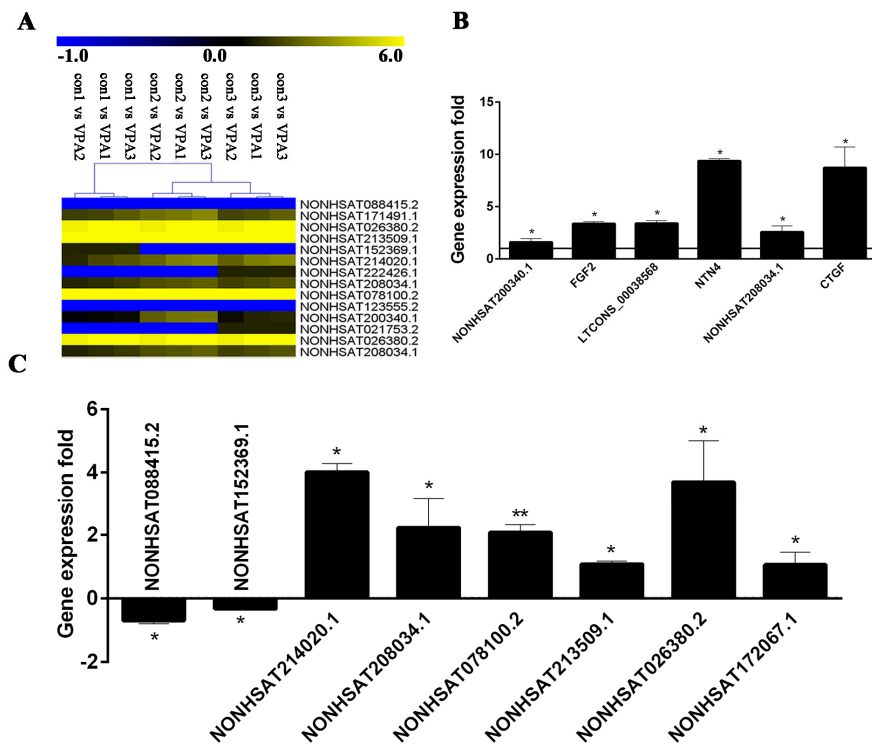 A
-1.0 0.0 6.0
con1 vs VPA2
con1 vs VPA1
con1 vs VPA3
con2 vs VPA2
con2 vs VPA1
con2 vs VPA3
con3 vs VPA2
con3 vs VPA1
con3 vs VPA3
NONHSAT088415.2
NONHSAT171491.1
NONHSAT026380.2
NONHSAT213509.1
NONHSAT152369.1
NONHSAT214020.1
NONHSAT222426.1
NONHSAT208034.1
NONHSAT078100.2
NONHSAT123555.2
NONHSAT200340.1
NONHSAT021753.2
NONHSAT026380.2
NONHSAT208034.1
B
Gene expression fold
15
10
5
0
*
*
*
*
*
*
NONHSAT200340.1
FGF2
LTCONS_00038568
NTN4
NONHSAT208034.1
CTGF
C
Gene expression fold
6
4
2
0
-2
NONHSAT088415.2
NONHSAT152369.1
*
*
*
*
**
*
*
*
NONHSAT214020.1
NONHSAT208034.1
NONHSAT078100.2
NONHSAT213509.1
NONHSAT026380.2
NONHSAT172067.1